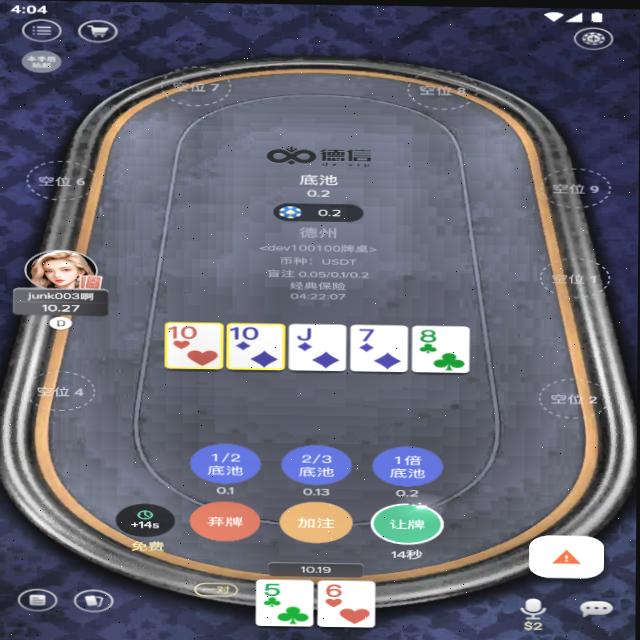 4:04
空位 7
空位 8
德信
底池
0.2
0.2
空位 6
空位 9
德州
<dev100100牌桌>
币种：USDT
盲注 0.05/0.1/0.2
经典保险
04:22:07
空位 1
junk003啊
10.27
D
10
10
J
7
8
空位 4
空位 2
1/2
底池
2/3
底池
1倍
底池
0.1
0.13
0.2
+14s
弃牌
加注
让牌
免费
14秒
10.19
5
6
$2